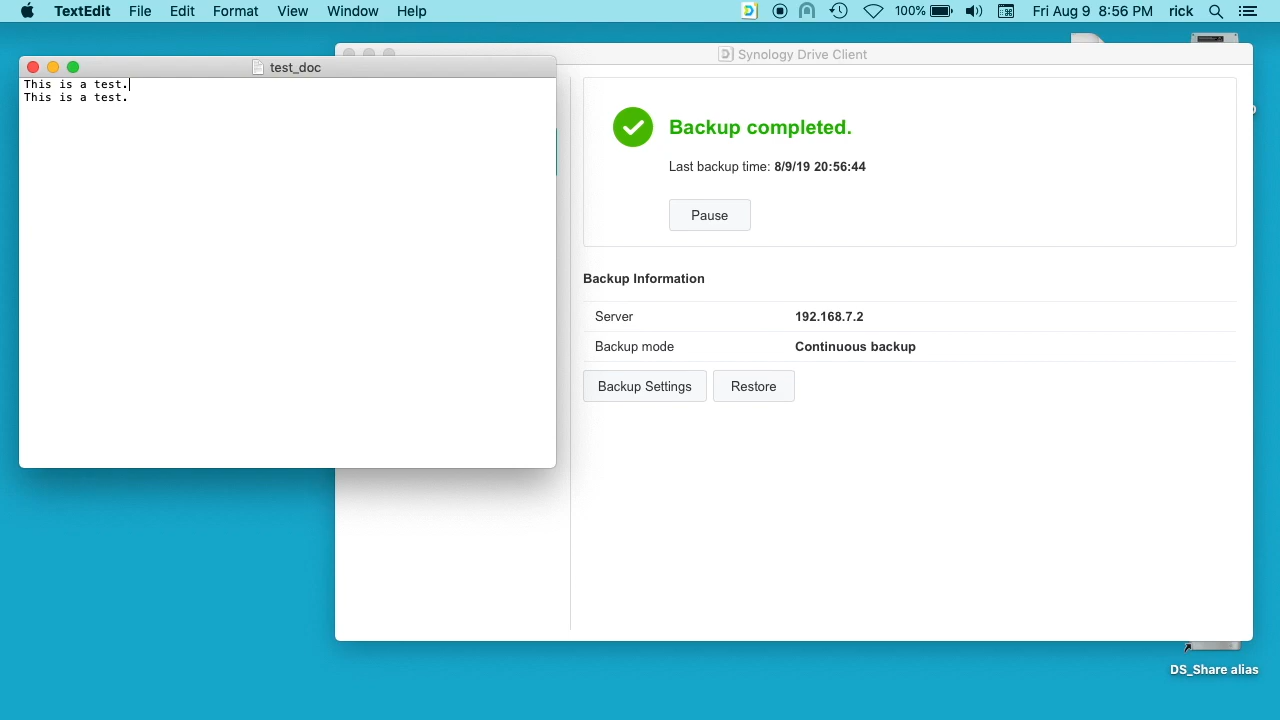 TextEdit File Edit Format View Window Help 100% Fri Aug 9 8:56 PM rick
test_doc
This is a test.
This is a test.
Synology Drive Client
Backup completed.
Last backup time: 8/9/19 20:56:44
Pause
Backup Information
Server 192.168.7.2
Backup mode Continuous backup
Backup Settings Restore
DS_Share alias